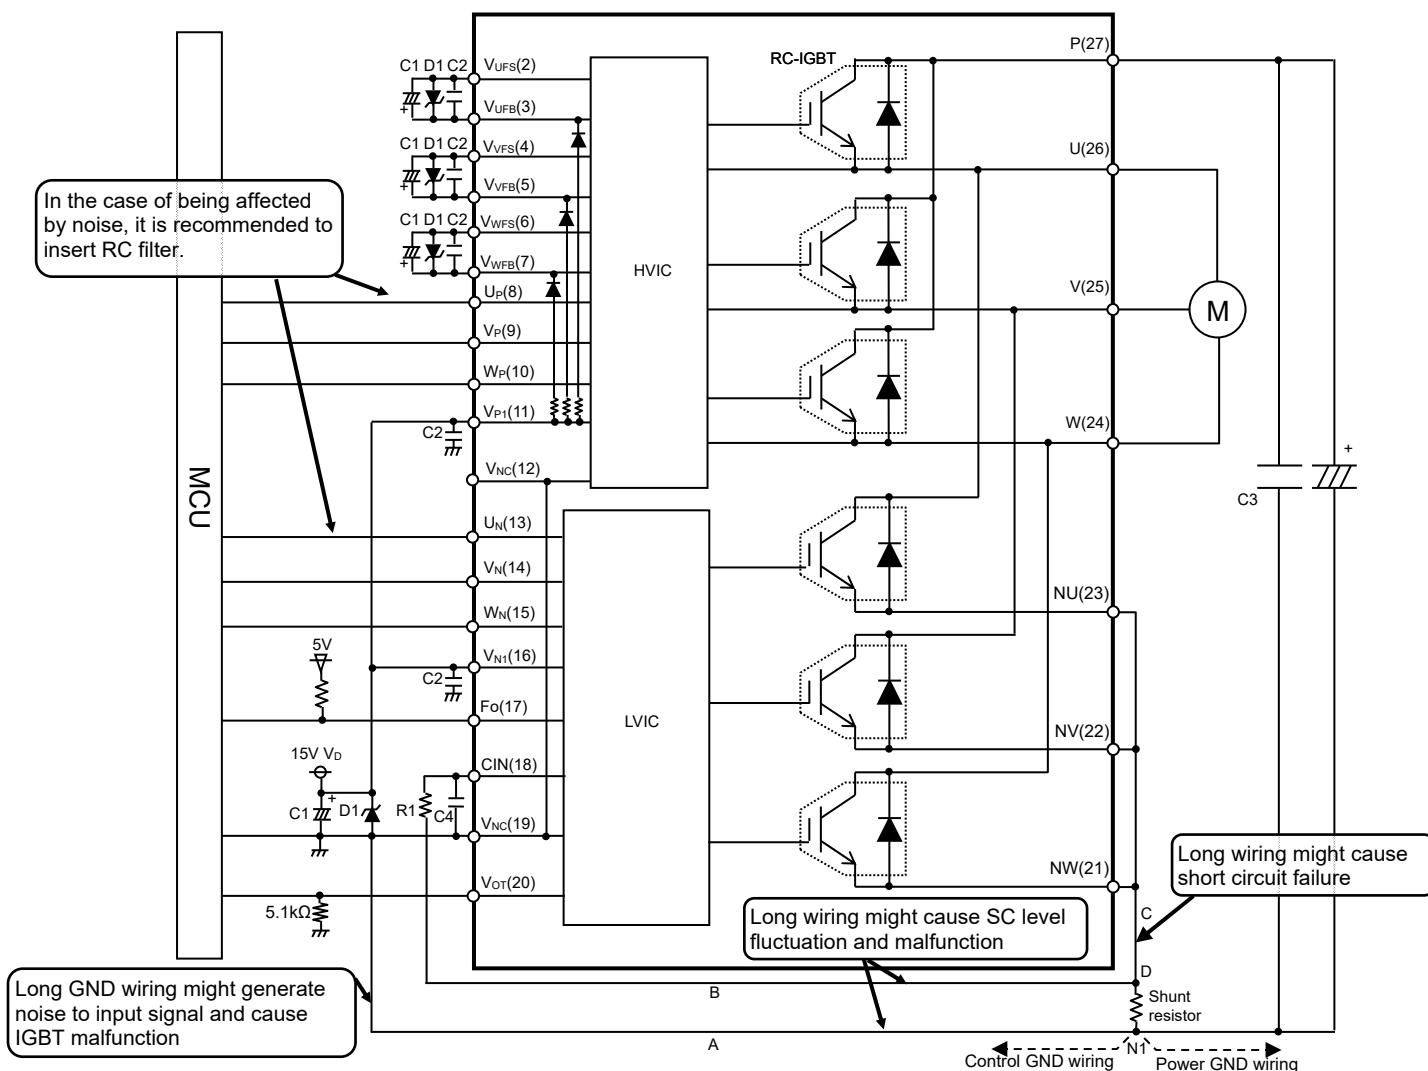 RC-IGBT
P(27)
C1 D1 C2
VUFS(2)
+
VUFB(3)
C1 D1 C2
VVFS(4)
U(26)
+
VVFB(5)
In the case of being affected
by noise, it is recommended to
insert RC filter.
C1 D1 C2
VWFS(6)
+
VWFB(7)
HVIC
UP(8)
V(25)
M
VP(9)
WP(10)
VP1(11)
C2
W(24)
+
VNC(12)
MCU
C3
UN(13)
VN(14)
NU(23)
WN(15)
5V
VN1(16)
C2
Fo(17)
LVIC
NV(22)
15V VD
CIN(18)
+
C1
D1
R1
C4
VNC(19)
Long wiring might cause
short circuit failure
NW(21)
VOT(20)
5.1kΩ
C
Long wiring might cause SC level
fluctuation and malfunction
D
Long GND wiring might generate
noise to input signal and cause
IGBT malfunction
B
Shunt
resistor
A
N1
Control GND wiring
Power GND wiring